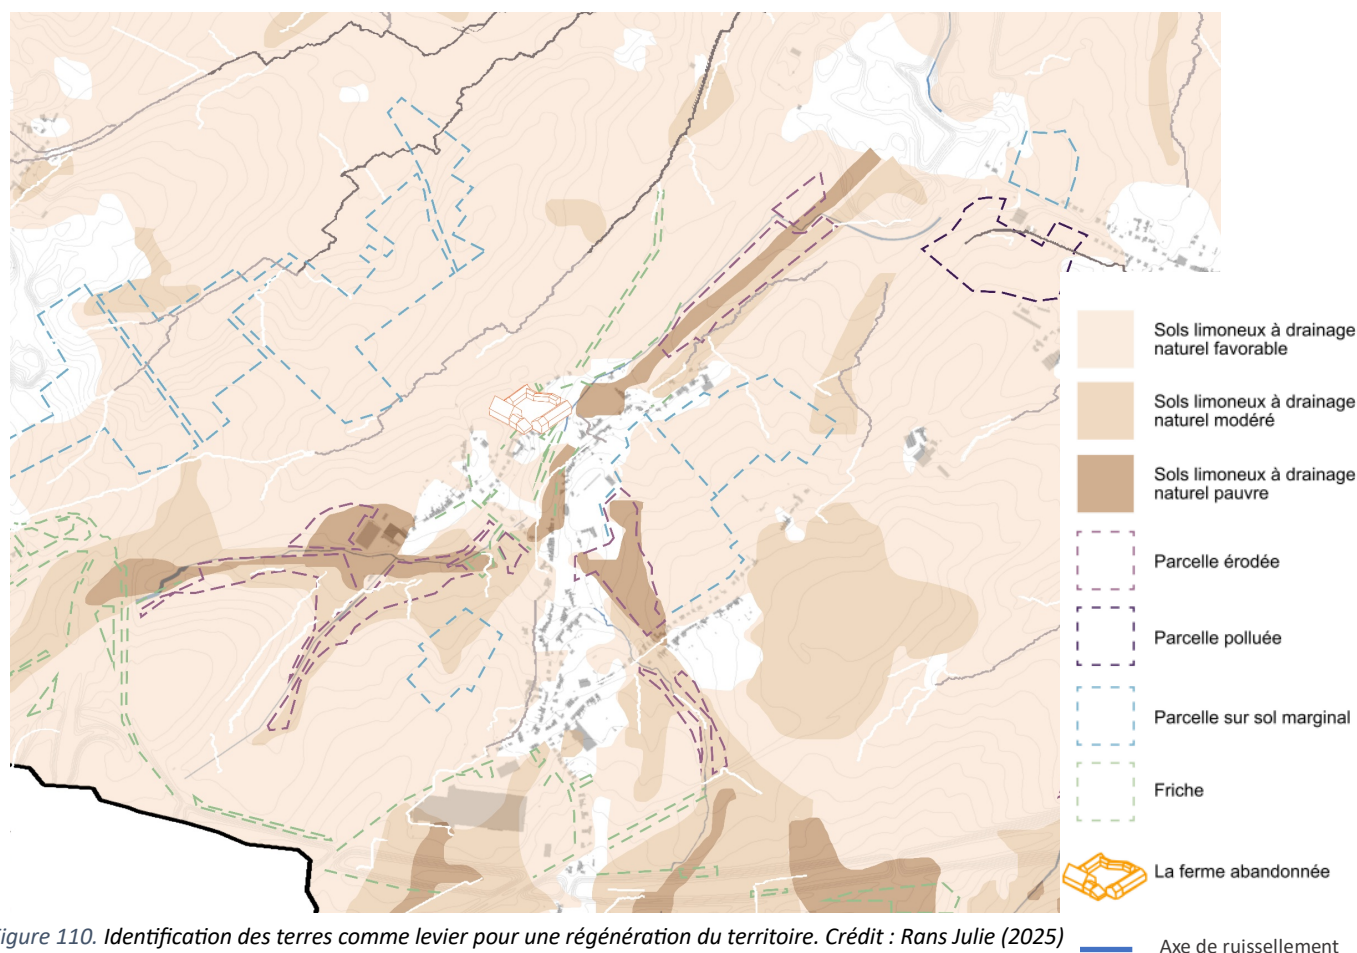 Sols limoneux à drainage
naturel favorable
Sols limoneux à drainage
naturel modéré
Sols limoneux à drainage
naturel pauvre
Parcelle érodée
Parcelle polluée
Parcelle sur sol marginal
Friche
La ferme abandonnée
Axe de ruissellement
igure 110. Identification des terres comme levier pour une régénération du territoire. Crédit : Rans Julie (2025)